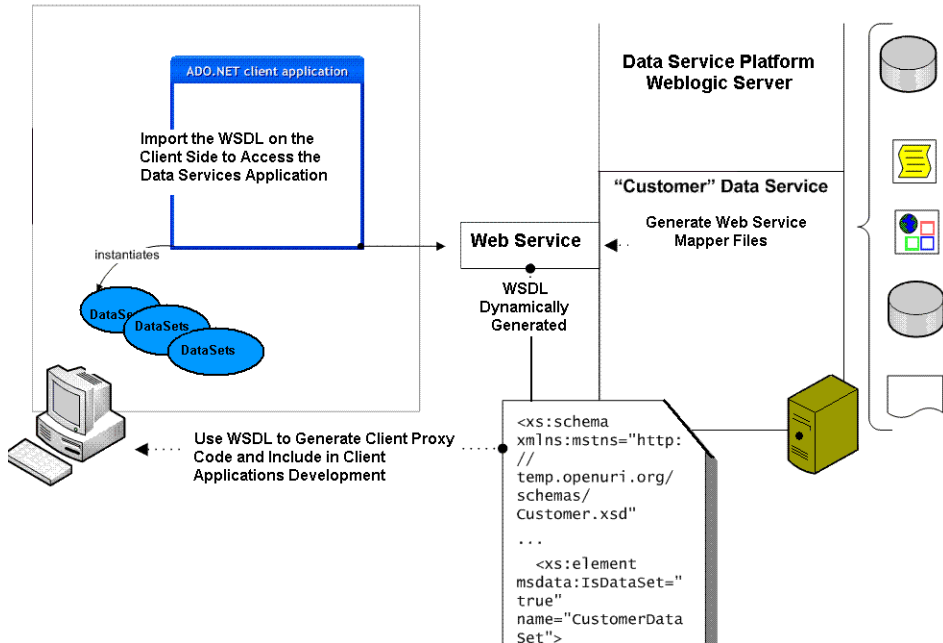 ADO.NET client application
Import the WSDL on the
Client Side to Access the
Data Services Application
instantiates
DataSe
DataSets
DataSets
Data Service Platform
Weblogic Server
“Customer” Data Service
Generate Web Service
Mapper Files
Web Service
WSDL
Dynamically
Generated
Use WSDL to Generate Client Proxy
Code and Include in Client
Applications Development
<xs:schema
xmlns:mstns="http:
//
temp.openuri.org/
schemas/
Customer.xsd"
...
<xs:element
msdata:IsDataSet="
true"
name="CustomerData
Set">